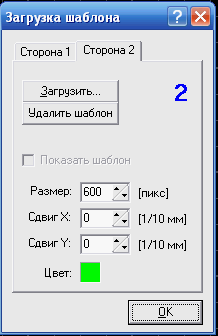 Загрузка шаблона
Сторона 1 Сторона 2
Загрузить...
2
Удалить шаблон
Показать шаблон
Размер: 600 [пикс]
Сдвиг X: 0 [1/10 мм]
Сдвиг Y: 0 [1/10 мм]
Цвет:
OK